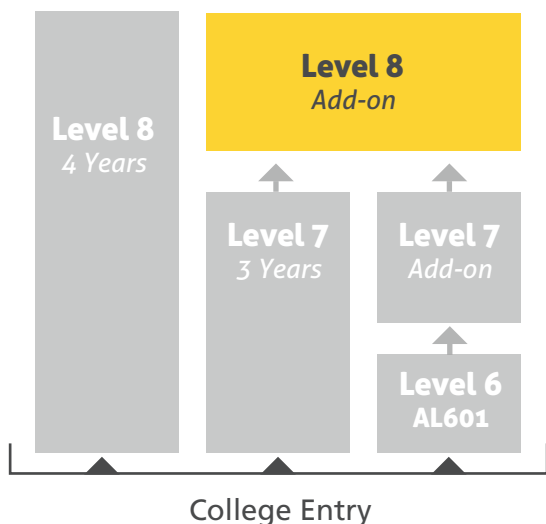 Level 8
4 Years
Level 8
Add-on
Level 7
3 Years
Level 7
Add-on
Level 6
AL601
College Entry